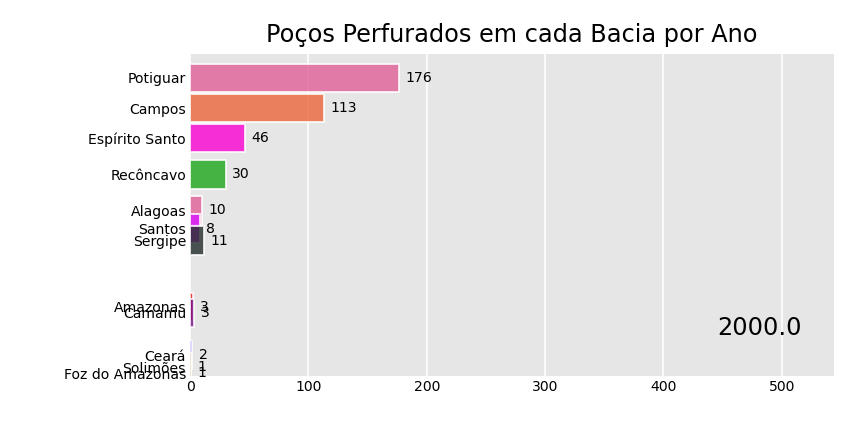 Poços Perfurados em cada Bacia por Ano
Potiguar 176
Campos 113
Espírito Santo 46
Recôncavo 30
Alagoas 10
Santos 8
Sergipe 11
Amazonas 3
Camamu 3
Ceará 2
Solimões 1
Foz do Amazonas 1
2000.0
0 100 200 300 400 500